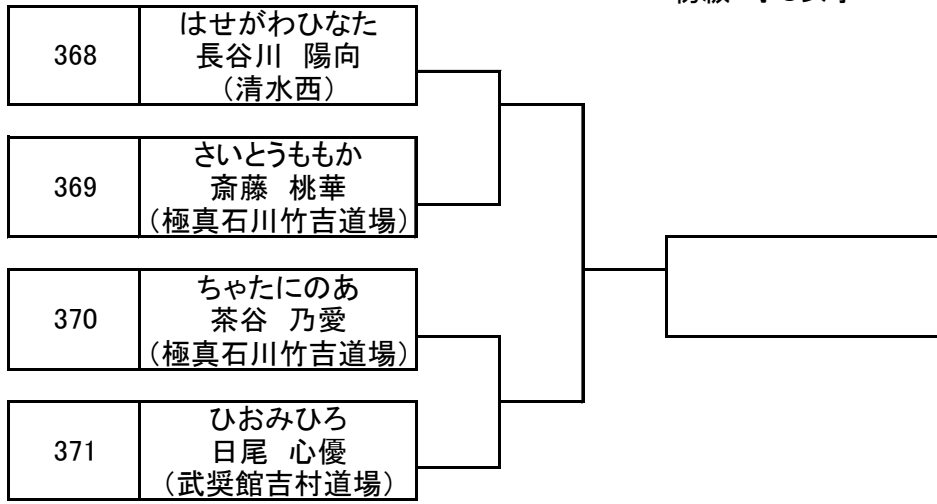 368
はせがわひなた
長谷川 陽向
（清水西）
369
さいとうももか
斎藤 桃華
（極真石川竹吉道場）
370
ちゃたにのあ
茶谷 乃愛
（極真石川竹吉道場）
371
ひおみひろ
日尾 心優
（武奨館吉村道場）